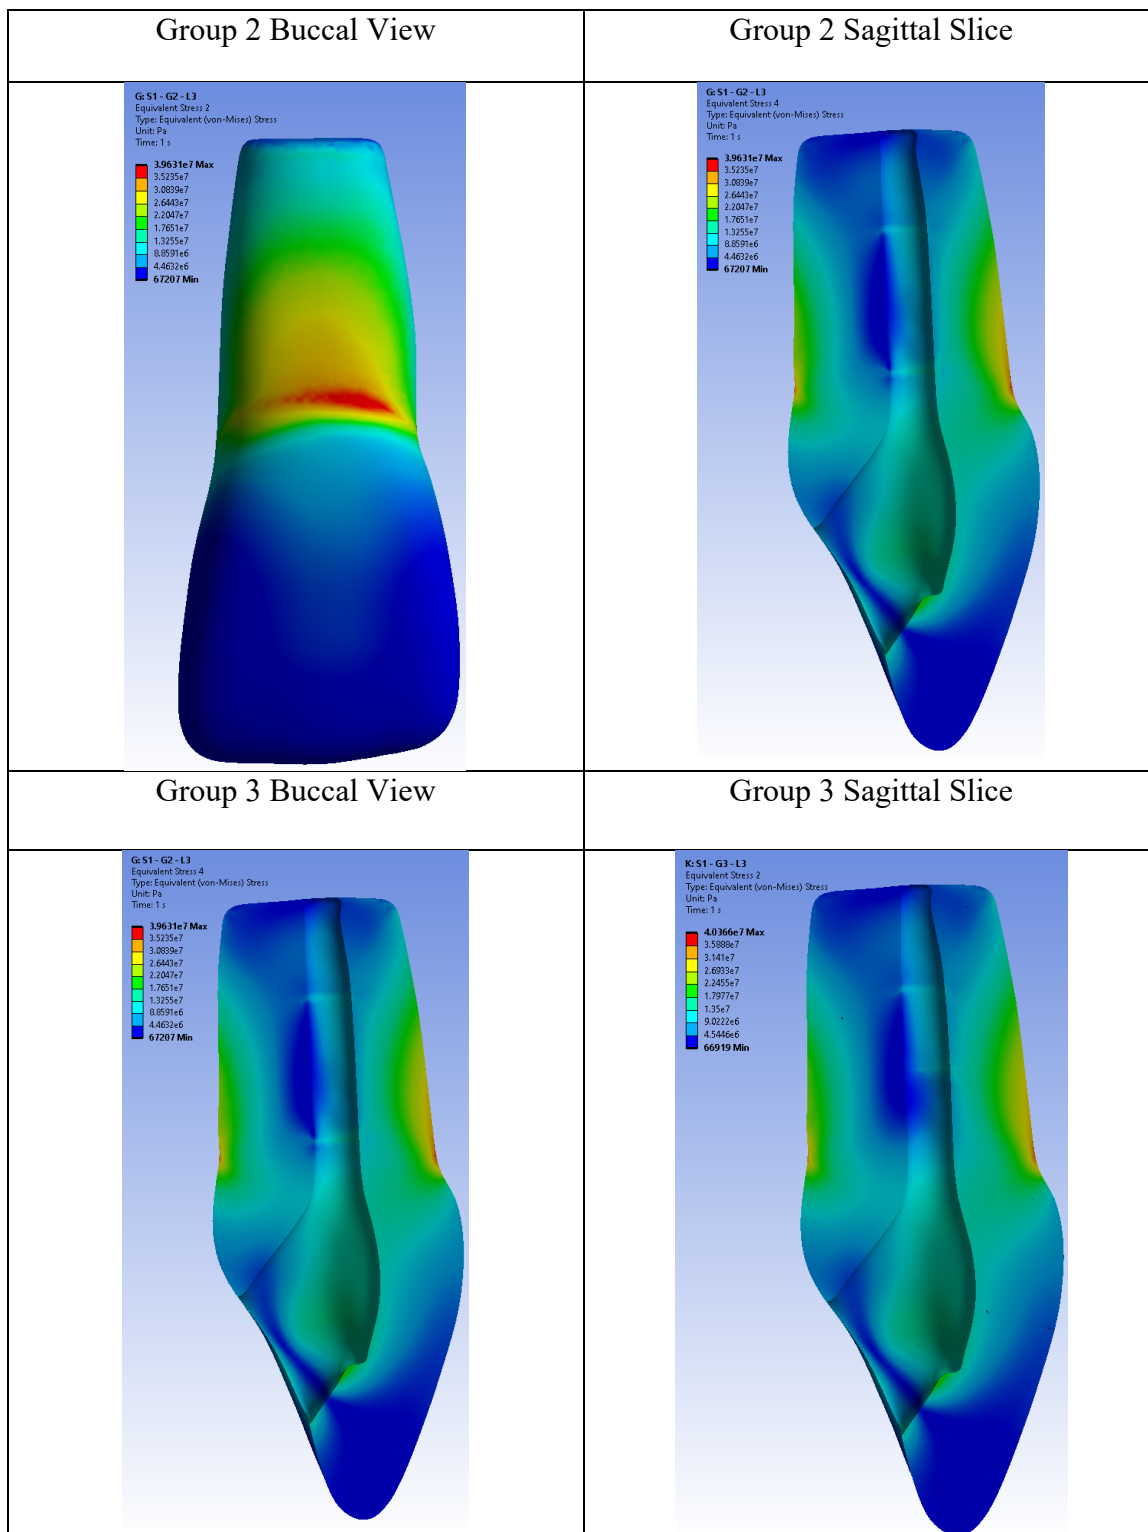 Group 2 Buccal View
Group 2 Sagittal Slice
G: S1 - G2 - L3
Equivalent Stress 2
Type: Equivalent (von-Mises) Stress
Unit: Pa
Time: 1 s
3.9631e7 Max
3.5235e7
3.0839e7
2.6443e7
2.2047e7
1.7651e7
1.3255e7
8.8591e6
4.4632e6
67207 Min
G: S1 - G2 - L3
Equivalent Stress 4
Type: Equivalent (von-Mises) Stress
Unit: Pa
Time: 1 s
3.9631e7 Max
3.5235e7
3.0839e7
2.6443e7
2.2047e7
1.7651e7
1.3255e7
8.8591e6
4.4632e6
67207 Min
Group 3 Buccal View
Group 3 Sagittal Slice
G: S1 - G2 - L3
Equivalent Stress 4
Type: Equivalent (von-Mises) Stress
Unit: Pa
Time: 1 s
3.9631e7 Max
3.5235e7
3.0839e7
2.6443e7
2.2047e7
1.7651e7
1.3255e7
8.8591e6
4.4632e6
67207 Min
K: S1 - G3 - L3
Equivalent Stress 2
Type: Equivalent (von-Mises) Stress
Unit: Pa
Time: 1 s
4.0366e7 Max
3.5888e7
3.141e7
2.6933e7
2.2455e7
1.7977e7
1.35e7
9.0222e6
4.5446e6
66919 Min